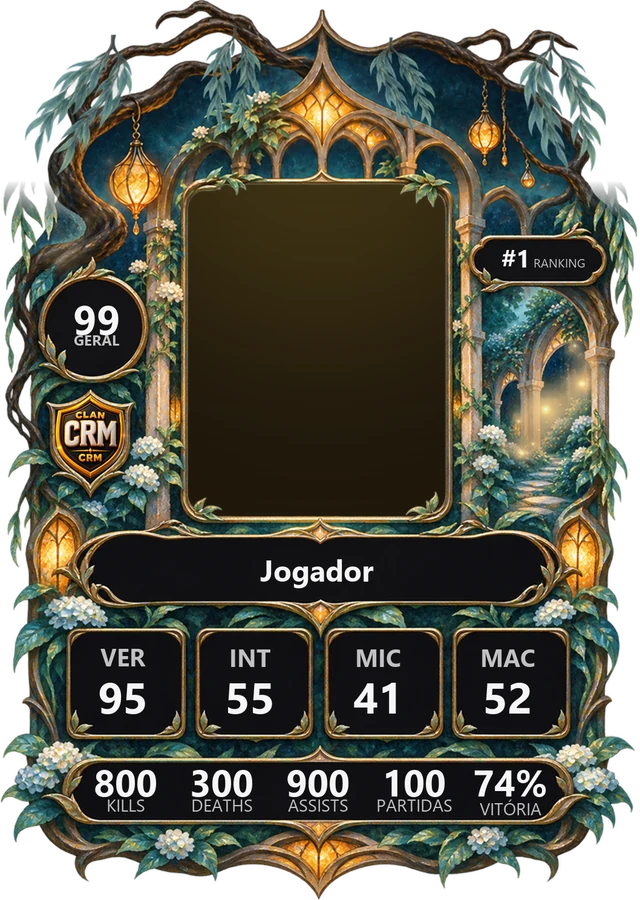 #1 RANKING
99
GERAL
CLAN
CRM
CRM
Jogador
VER INT MIC MAC
95 55 41 52
800 300 900 100 74%
KILLS DEATHS ASSISTS PARTIDAS VITÓRIA